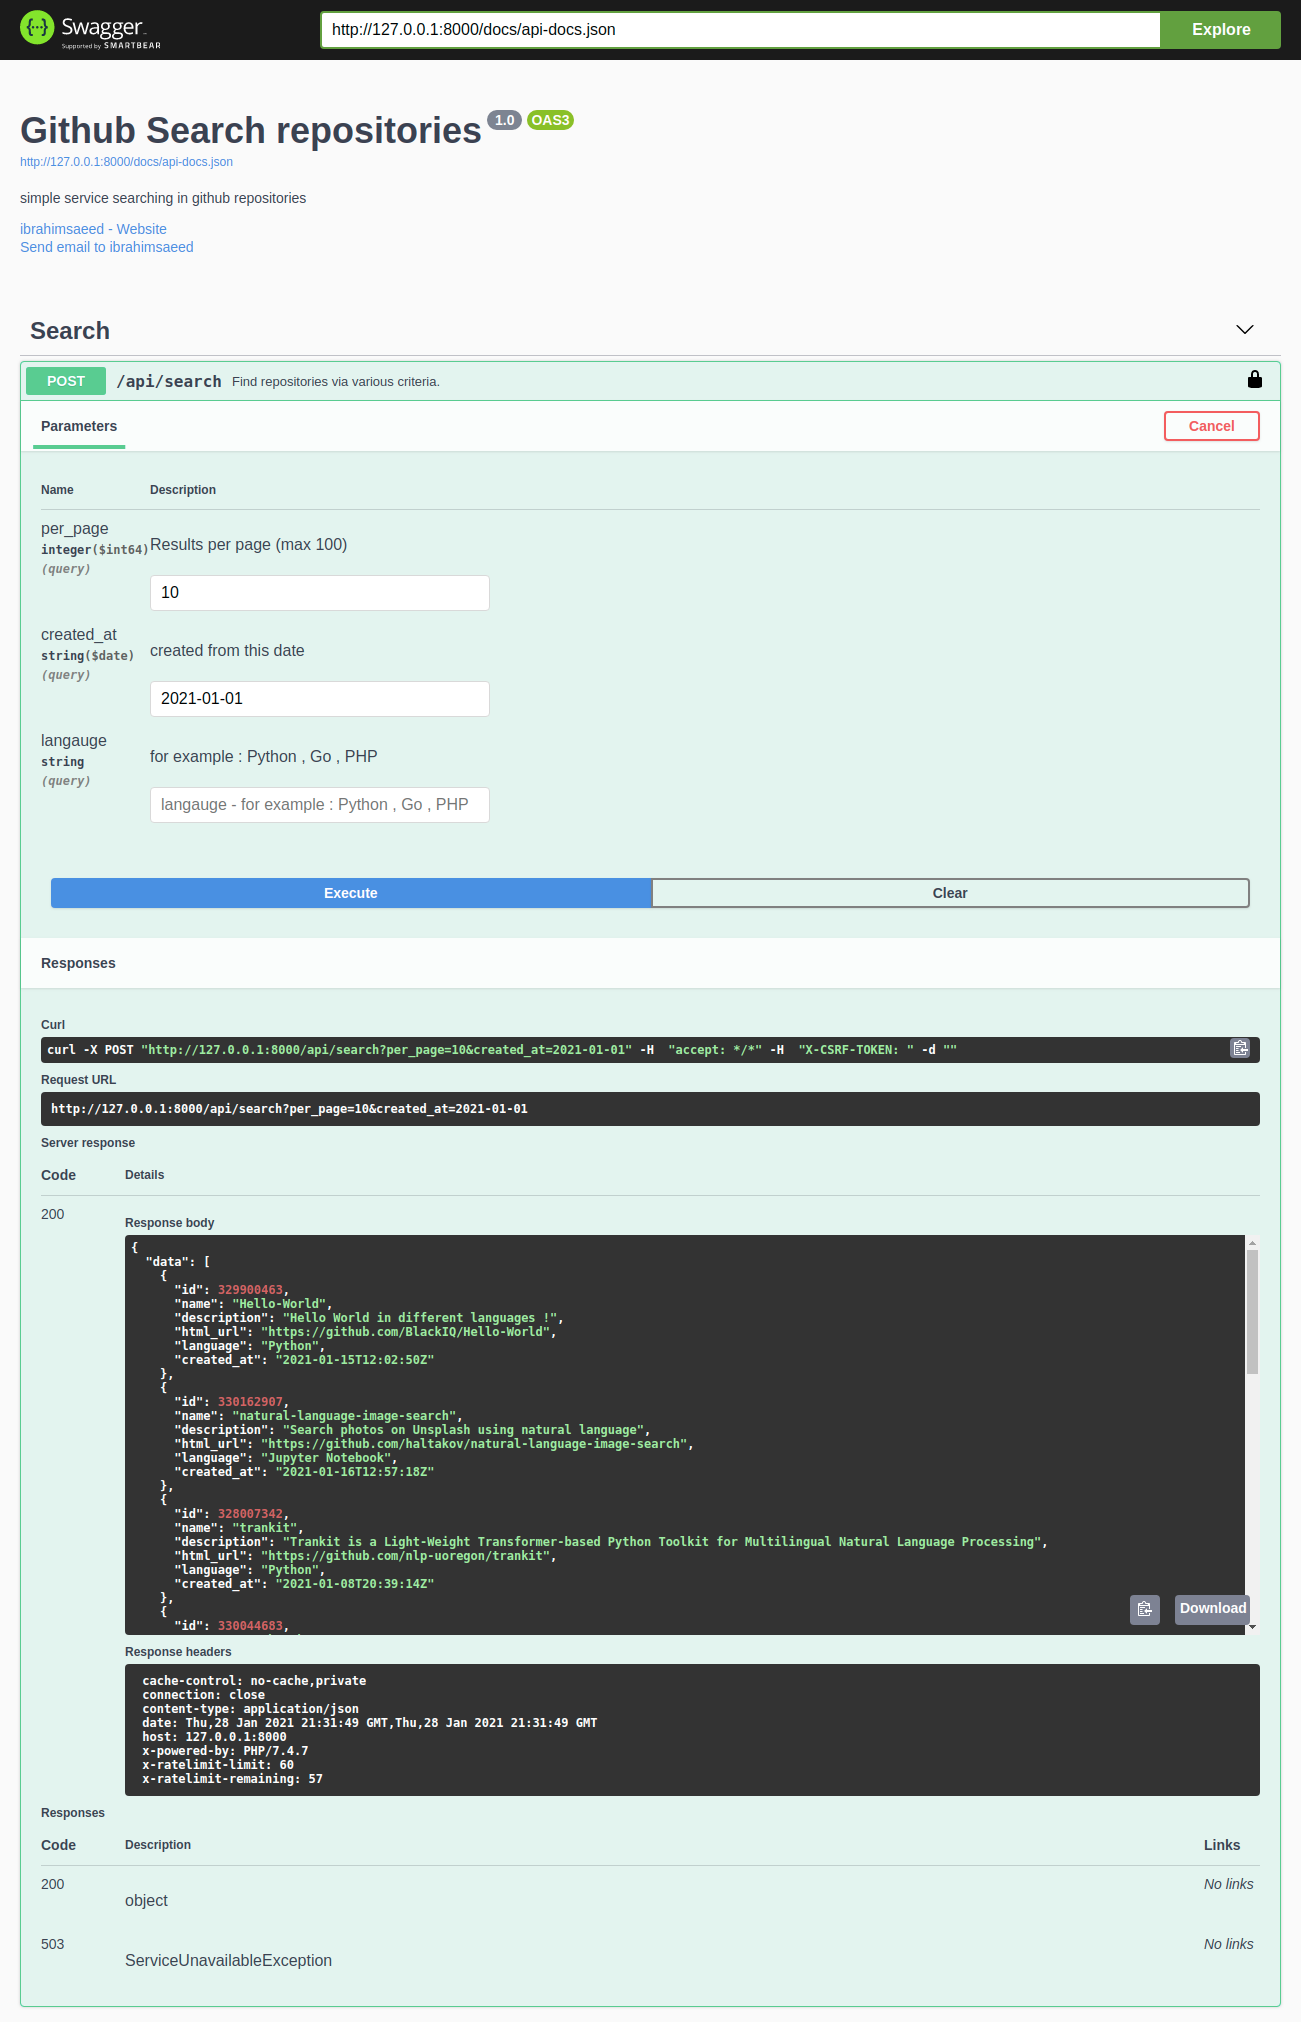 Swagger
Supported by SMARTBEAR
http://127.0.0.1:8000/docs/api-docs.json
Explore
Github Search repositories 1.0 OAS3
http://127.0.0.1:8000/docs/api-docs.json
simple service searching in github repositories
ibrahimsaeed - Website
Send email to ibrahimsaeed
Search
POST /api/search Find repositories via various criteria.
Parameters
Cancel
Name Description
per_page
integer($int64)
(query)
Results per page (max 100)
10
created_at
string($date)
(query)
created from this date
2021-01-01
langauge
string
(query)
for example : Python , Go , PHP
langauge - for example : Python , Go , PHP
Execute
Clear
Responses
Curl
curl -X POST "http://127.0.0.1:8000/api/search?per_page=10&created_at=2021-01-01" -H  "accept: */*" -H  "X-CSRF-TOKEN: " -d ""
Request URL
http://127.0.0.1:8000/api/search?per_page=10&created_at=2021-01-01
Server response
Code Details
200
Response body
{
  "data": [
    {
      "id": 329900463,
      "name": "Hello-World",
      "description": "Hello World in different languages !",
      "html_url": "https://github.com/BlackIQ/Hello-World",
      "language": "Python",
      "created_at": "2021-01-15T12:02:50Z"
    },
    {
      "id": 330162907,
      "name": "natural-language-image-search",
      "description": "Search photos on Unsplash using natural language",
      "html_url": "https://github.com/haltakov/natural-language-image-search",
      "language": "Jupyter Notebook",
      "created_at": "2021-01-16T12:57:18Z"
    },
    {
      "id": 328007342,
      "name": "trankit",
      "description": "Trankit is a Light-Weight Transformer-based Python Toolkit for Multilingual Natural Language Processing",
      "html_url": "https://github.com/nlp-uoregon/trankit",
      "language": "Python",
      "created_at": "2021-01-08T20:39:14Z"
    },
    {
      "id": 330044683,
Download
Response headers
cache-control: no-cache,private
connection: close
content-type: application/json
date: Thu,28 Jan 2021 21:31:49 GMT,Thu,28 Jan 2021 21:31:49 GMT
host: 127.0.0.1:8000
x-powered-by: PHP/7.4.7
x-ratelimit-limit: 60
x-ratelimit-remaining: 57
Responses
Code Description Links
200
object
No links
503
ServiceUnavailableException
No links